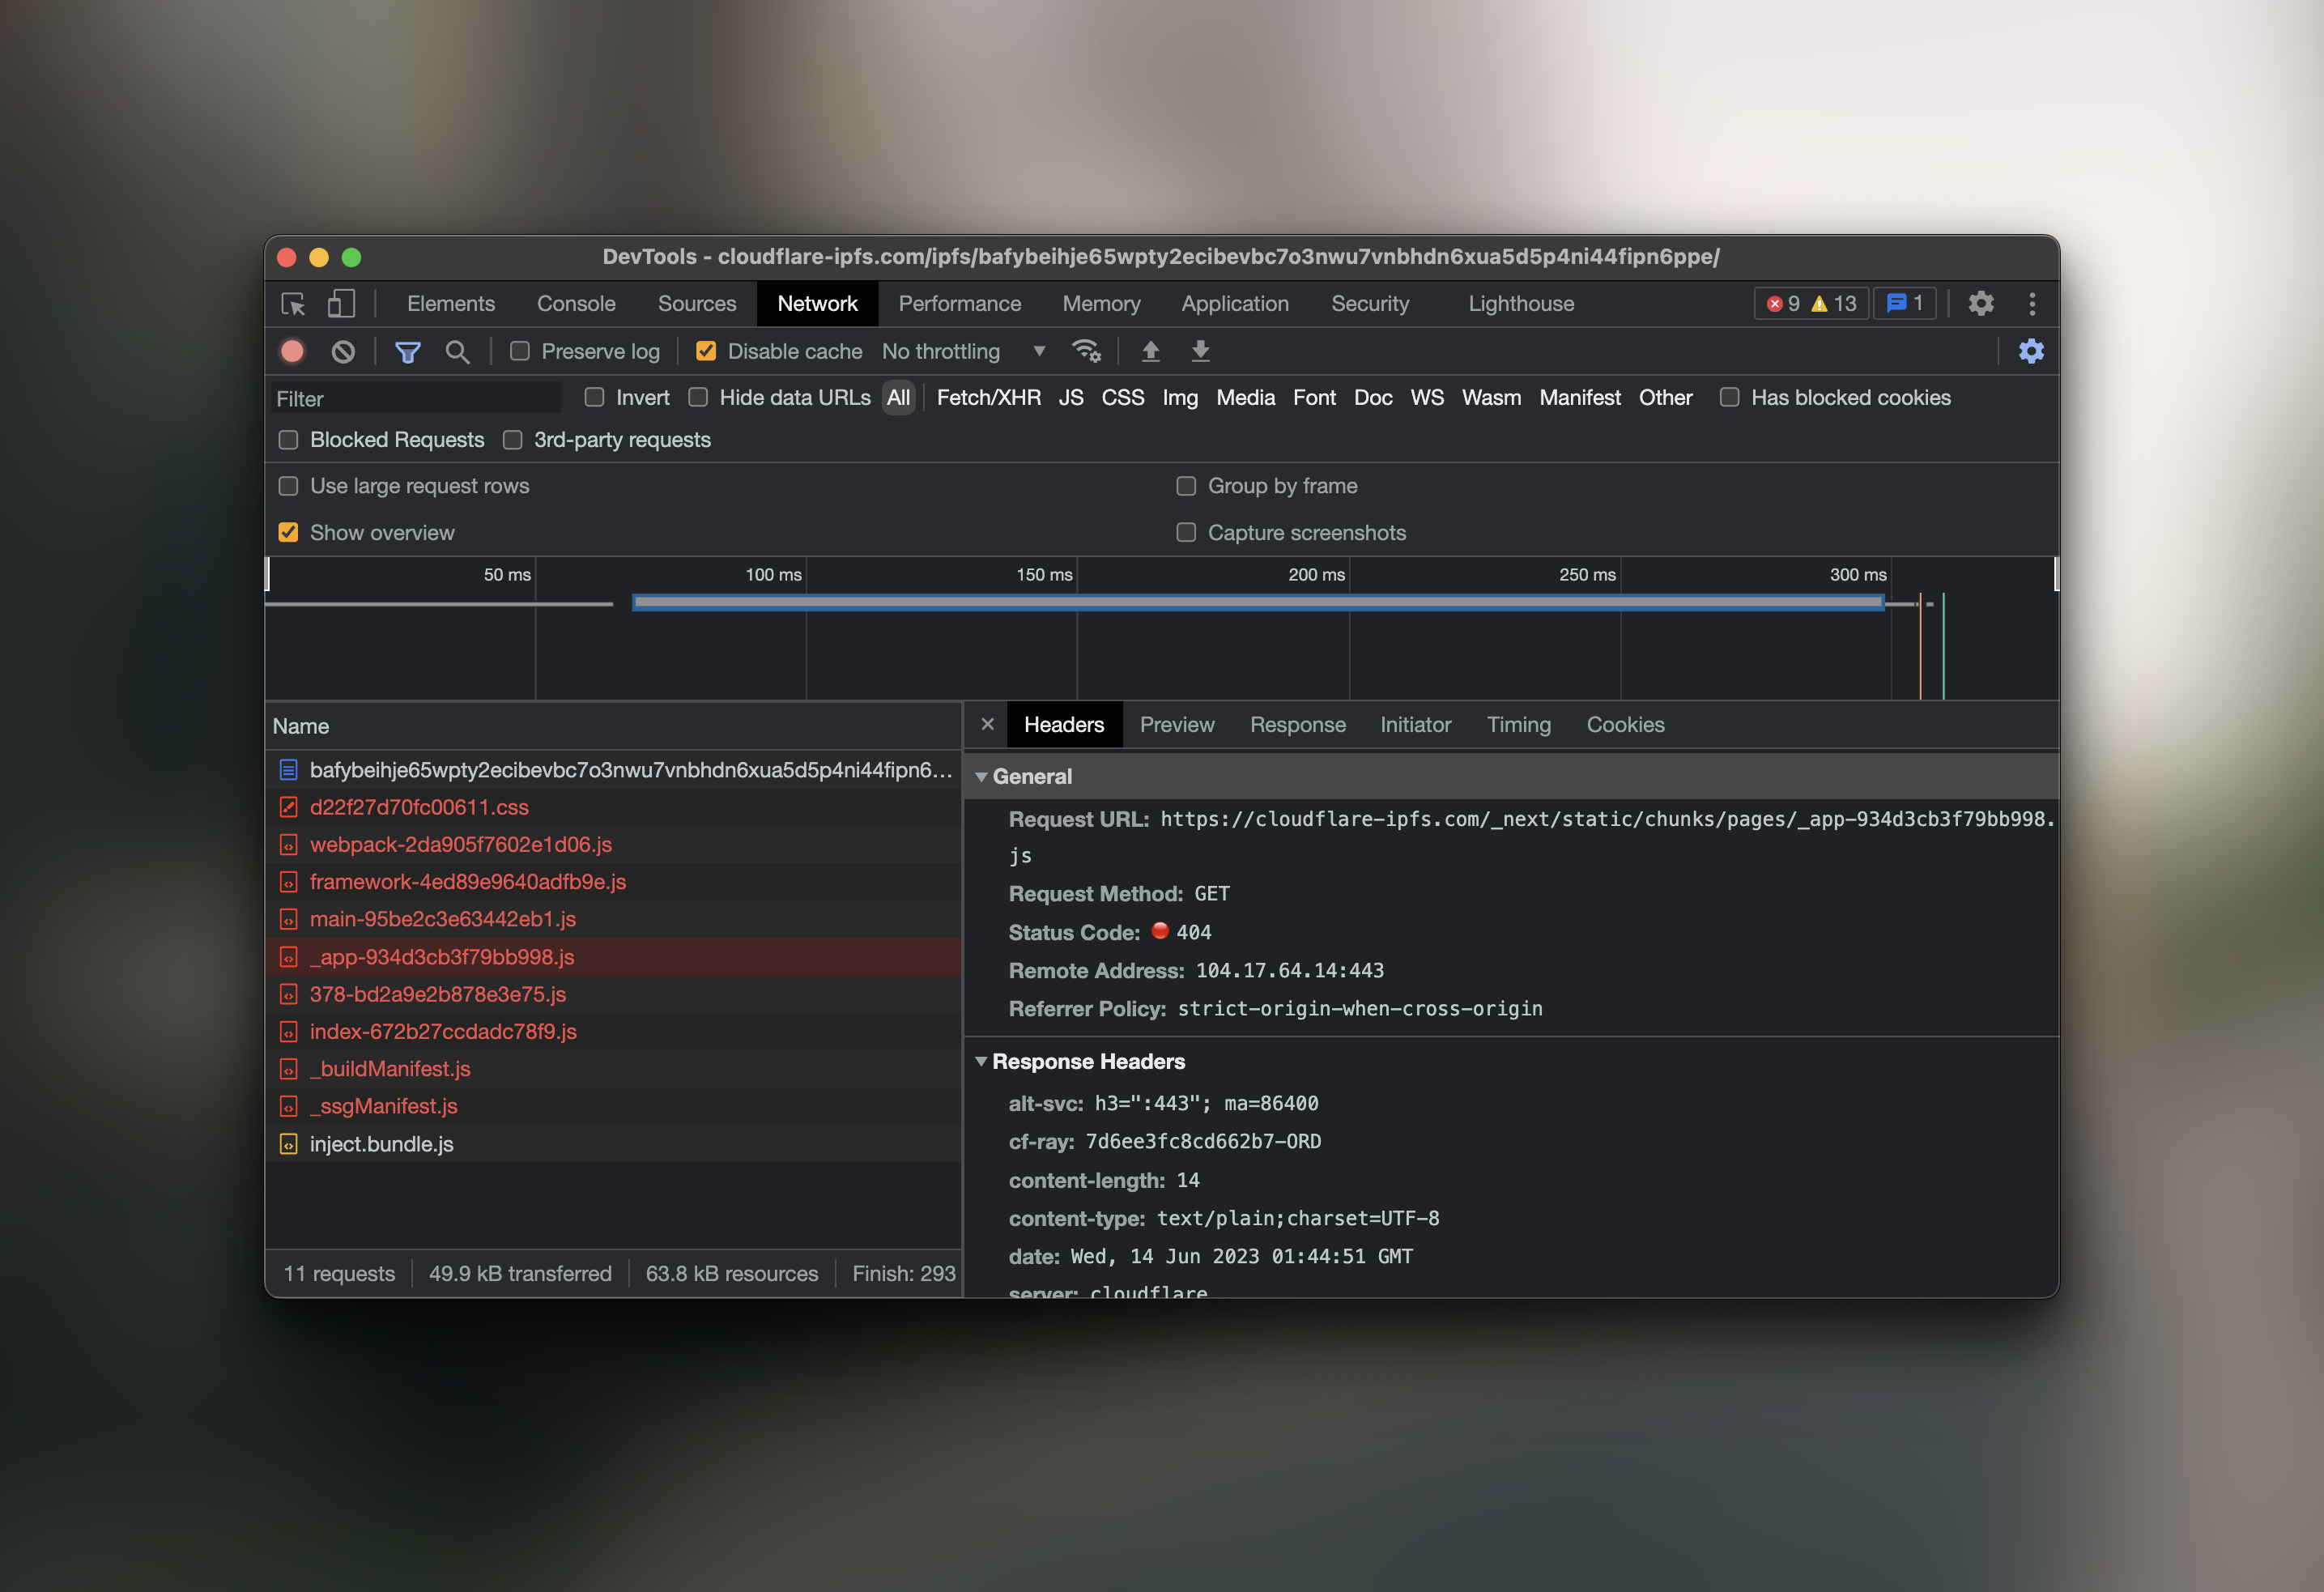 DevTools - cloudflare-ipfs.com/ipfs/bafybeihje65wpty2ecibevbc7o3nwu7vnbhdn6xua5d5p4ni44fipn6ppe/
Elements Console Sources Network Performance Memory Application Security Lighthouse 9 13 1
Preserve log Disable cache No throttling
Filter Invert Hide data URLs All Fetch/XHR JS CSS Img Media Font Doc WS Wasm Manifest Other Has blocked cookies
Blocked Requests 3rd-party requests
Use large request rows Group by frame
Show overview Capture screenshots
50 ms 100 ms 150 ms 200 ms 250 ms 300 ms
Name
bafybeihje65wpty2ecibevbc7o3nwu7vnbhdn6xua5d5p4ni44fipn6...
d22f27d70fc00611.css
webpack-2da905f7602e1d06.js
framework-4ed89e9640adfb9e.js
main-95be2c3e63442eb1.js
_app-934d3cb3f79bb998.js
378-bd2a9e2b878e3e75.js
index-672b27ccdadc78f9.js
_buildManifest.js
_ssgManifest.js
inject.bundle.js
11 requests 49.9 kB transferred 63.8 kB resources Finish: 293
Headers Preview Response Initiator Timing Cookies
General
Request URL: https://cloudflare-ipfs.com/_next/static/chunks/pages/_app-934d3cb3f79bb998.
js
Request Method: GET
Status Code: 404
Remote Address: 104.17.64.14:443
Referrer Policy: strict-origin-when-cross-origin
Response Headers
alt-svc: h3=":443"; ma=86400
cf-ray: 7d6ee3fc8cd662b7-ORD
content-length: 14
content-type: text/plain;charset=UTF-8
date: Wed, 14 Jun 2023 01:44:51 GMT
server: cloudflare